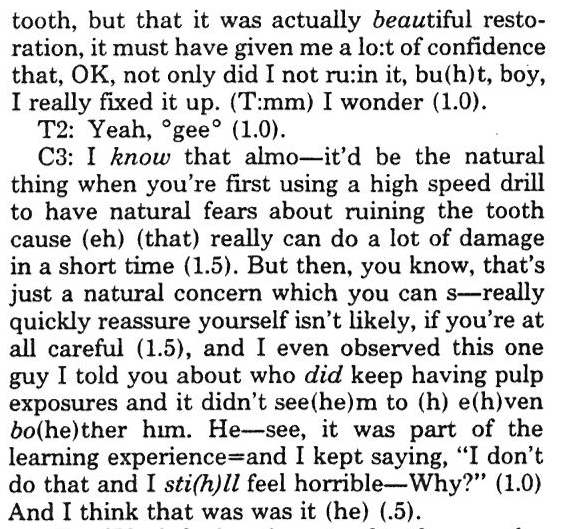 tooth, but that it was actually beautiful resto-
ration, it must have given me a lo:t of confidence
that, OK, not only did I not ru:in it, bu(h)t, boy,
I really fixed it up. (T:mm) I wonder (1.0).
T2: Yeah, °gee° (1.0).
C3: I know that almo—it'd be the natural
thing when you're first using a high speed drill
to have natural fears about ruining the tooth
cause (eh) (that) really can do a lot of damage
in a short time (1.5). But then, you know, that's
just a natural concern which you can s—really
quickly reassure yourself isn't likely, if you're at
all careful (1.5), and I even observed this one
guy I told you about who did keep having pulp
exposures and it didn't see(he)m to (h) e(h)ven
bo(he)ther him. He—see, it was part of the
learning experience=and I kept saying, "I don't
do that and I sti(h)ll feel horrible—Why?" (1.0)
And I think that was was it (he) (.5).